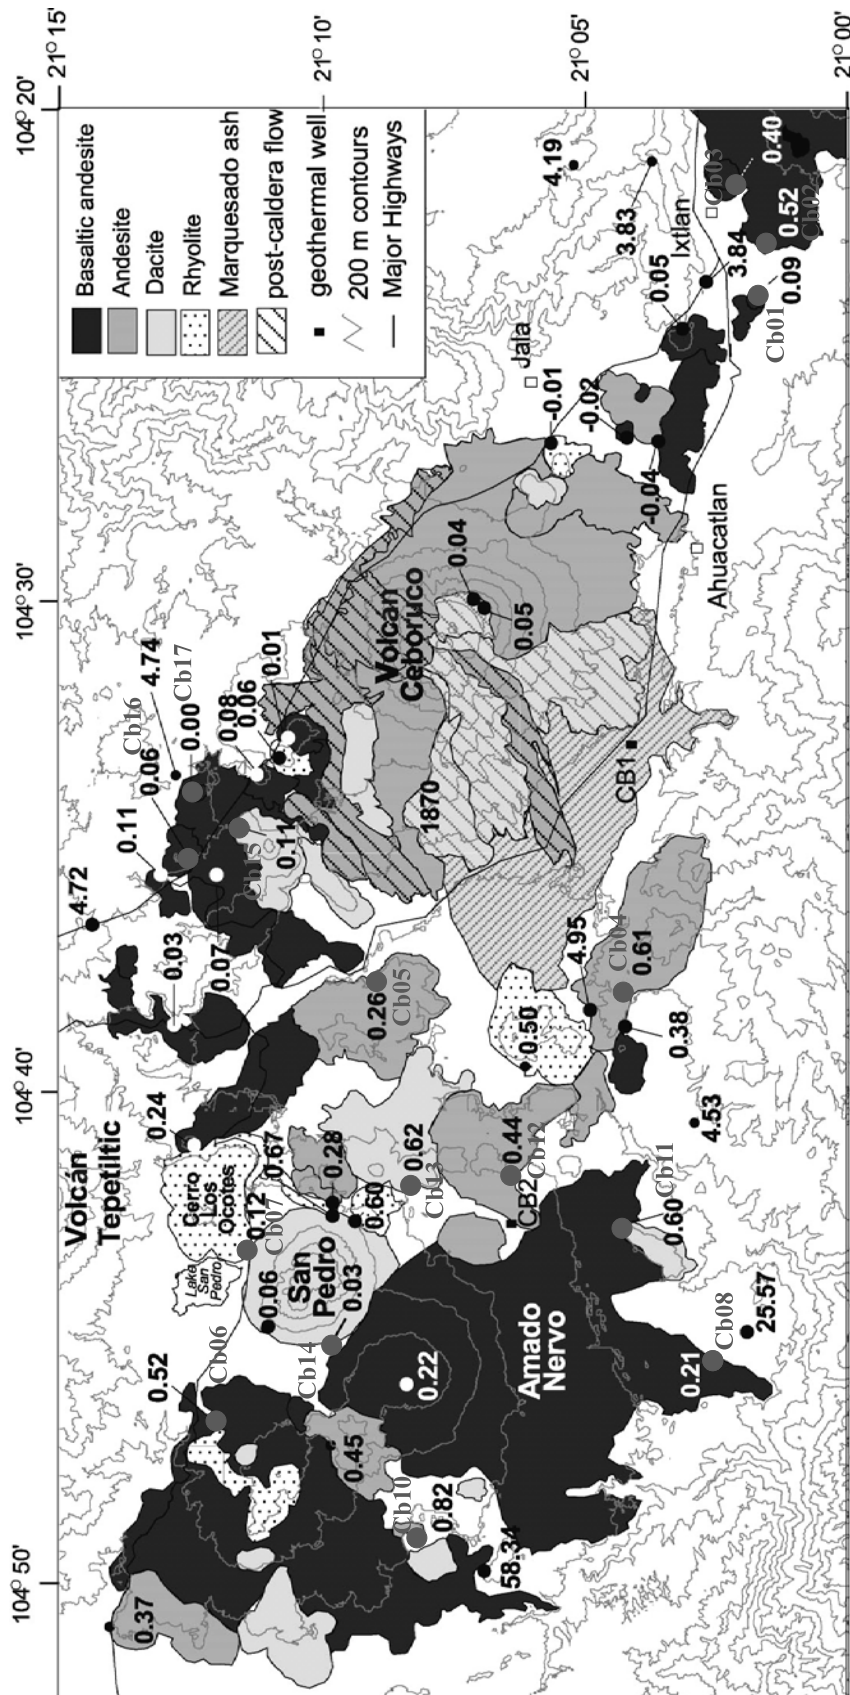 104° 20'
104° 30'
104° 40'
104° 50'
21° 15'
21° 10'
21° 05'
21° 00'
Basaltic andesite
Andesite
Dacite
Rhyolite
Marquesado ash
post-caldera flow
geothermal well
200 m contours
Major Highways
4.19
3.83
3.84
0.05
Ixtlan
Cb03
0.40
0.52
Cb02
0.09
Cb01
Jala
-0.01
-0.02
-0.04
Ahuacatlan
0.04
0.05
Volcan
Ceboruco
1870
CB1
4.74
Cb16
Cb17
0.00
0.06
0.08
0.06
0.01
0.11
0.11
Cb15
4.72
0.03
0.07
0.26
Cb05
4.95
Cb04
0.61
0.50
0.38
4.53
Volcán
Tepetiltic
0.24
Cerro
Los
Ocotes
0.67
0.28
0.12
0.60
0.62
Cb13
0.44
Cb12
CB2
Cb11
0.60
Lake
San
Pedro
0.06
San
Pedro
0.03
Cb14
Cb06
0.52
0.22
Amado
Nervo
0.21
Cb08
25.57
0.45
Cb10
0.82
58.34
0.37